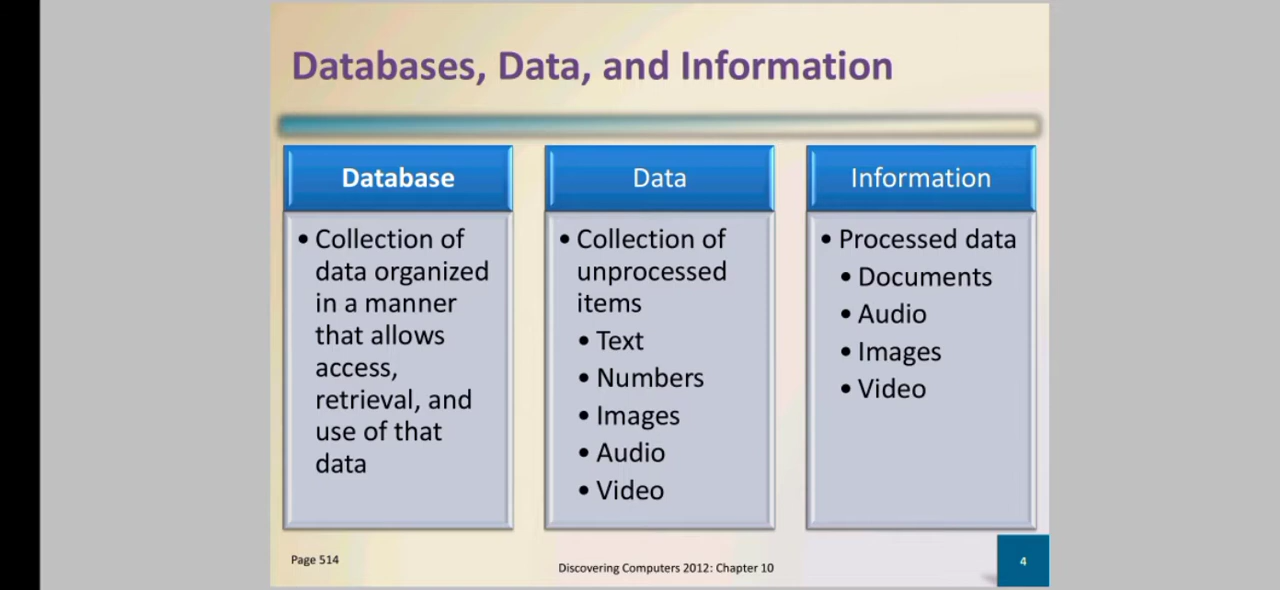 Databases, Data, and Information
Database
• Collection of
data organized
in a manner
that allows
access,
retrieval, and
use of that
data
Data
• Collection of
unprocessed
items
• Text
• Numbers
• Images
• Audio
• Video
Information
• Processed data
• Documents
• Audio
• Images
• Video
Page 514
Discovering Computers 2012: Chapter 10
4